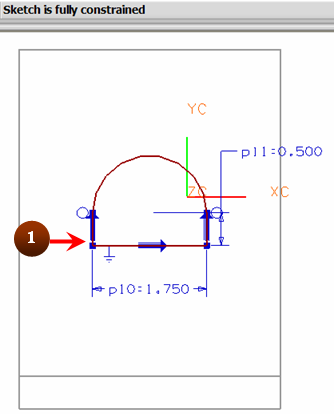 Sketch is fully constrained
YC
p11=0.500
ZC
XC
1
p10=1.750